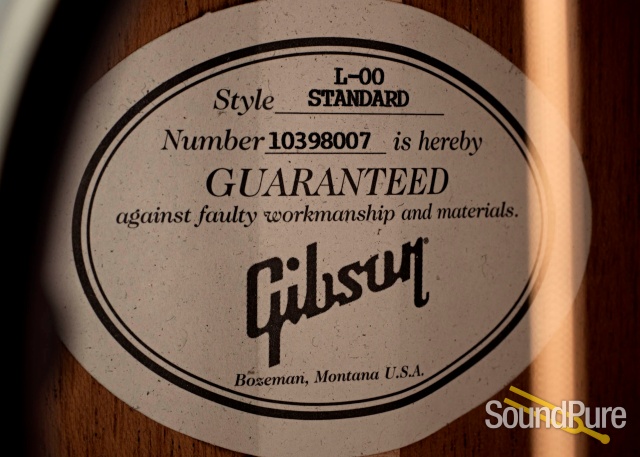 L-00
Style STANDARD
Number 10398007 is hereby
GUARANTEED
against faulty workmanship and materials.
Gibson
Bozeman, Montana U.S.A.
SoundPure